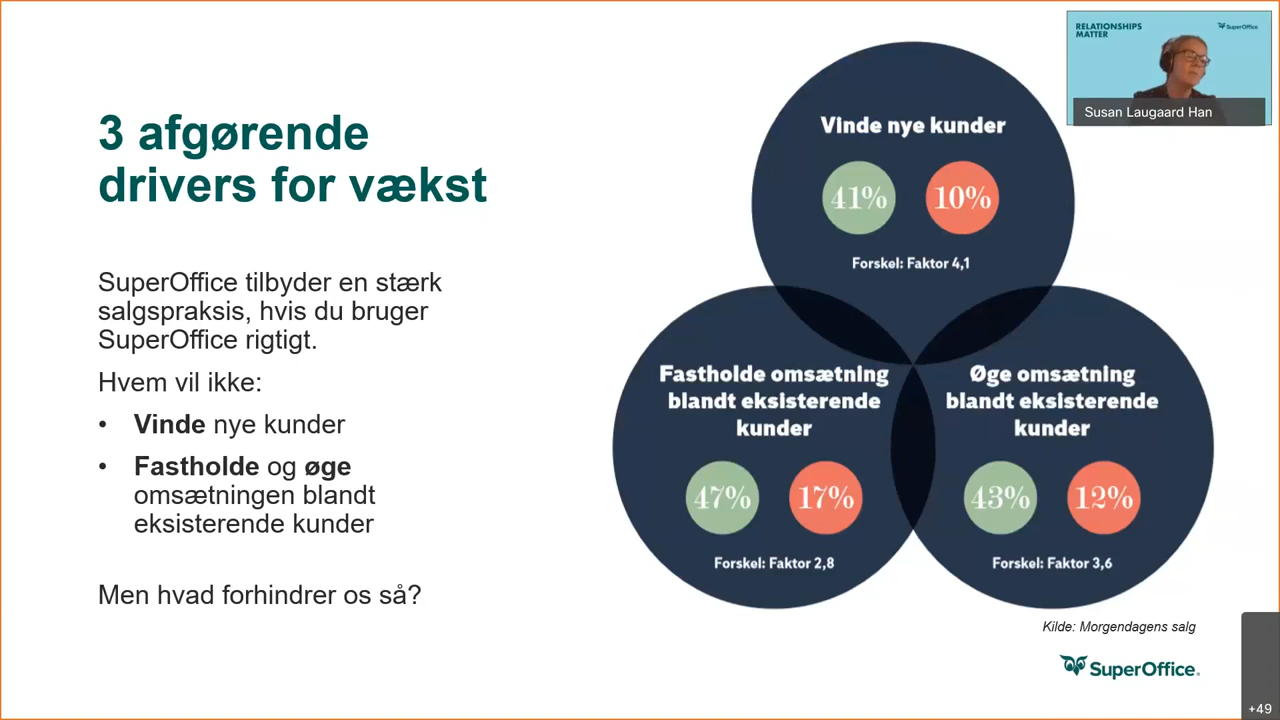 3 afgørende
drivers for vækst
SuperOffice tilbyder en stærk
salgspraksis, hvis du bruger
SuperOffice rigtigt.
Hvem vil ikke:
• Vinde nye kunder
• Fastholde og øge
omsætningen blandt
eksisterende kunder
Men hvad forhindrer os så?
Vinde nye kunder
41% 10%
Forskel: Faktor 4,1
Fastholde omsætning
blandt eksisterende
kunder
47% 17%
Forskel: Faktor 2,8
Øge omsætning
blandt eksisterende
kunder
43% 12%
Forskel: Faktor 3,6
Kilde: Morgendagens salg
SuperOffice.
RELATIONSHIPS
MATTER
SuperOffice
Susan Laugaard Han
+49